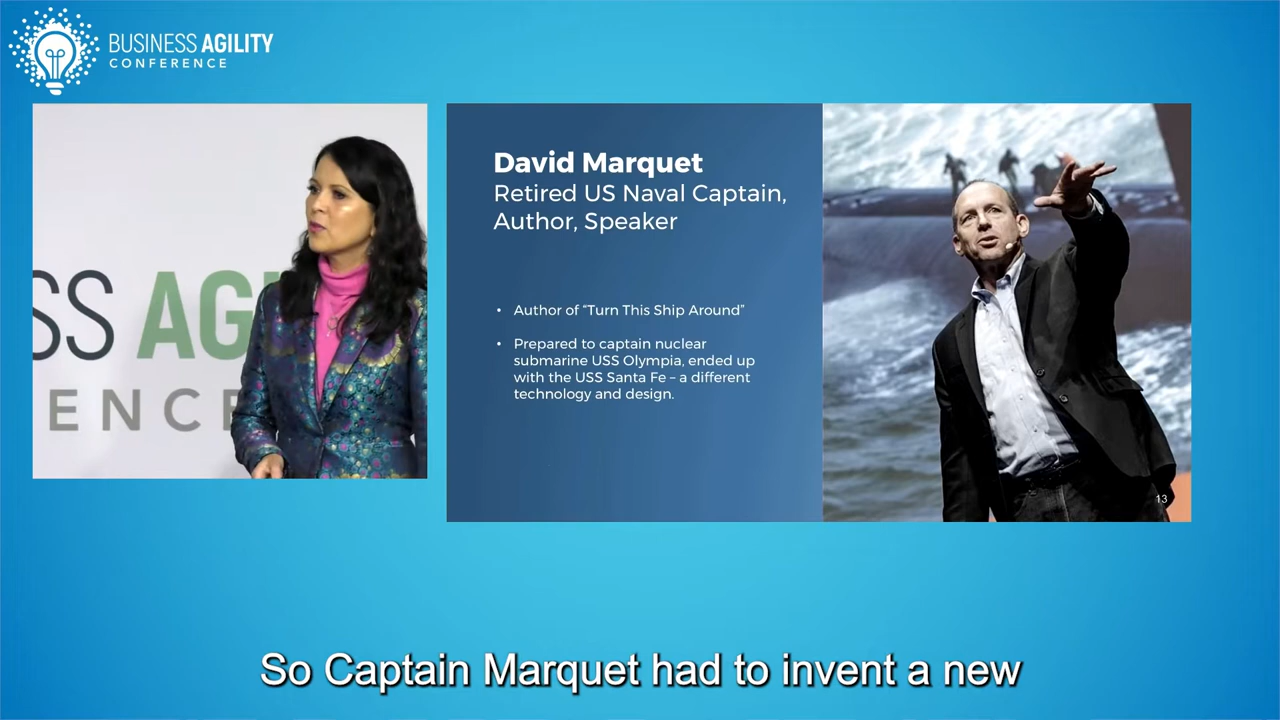 BUSINESS AGILITY
CONFERENCE
SS AG
ENCE
David Marquet
Retired US Naval Captain,
Author, Speaker
• Author of “Turn This Ship Around”
• Prepared to captain nuclear
submarine USS Olympia, ended up
with the USS Santa Fe – a different
technology and design.
13
So Captain Marquet had to invent a new